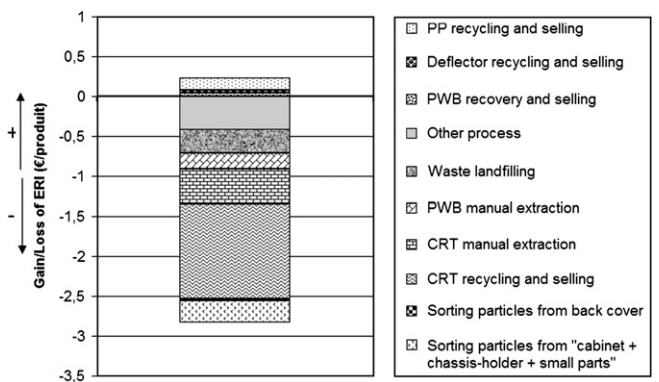 1
0,5
0
-0,5
-1
-1,5
-2
-2,5
-3
-3,5
+
-
Gain/Loss of ERI (€/produit)
PP recycling and selling
Deflector recycling and selling
PWB recovery and selling
Other process
Waste landfilling
PWB manual extraction
CRT manual extraction
CRT recycling and selling
Sorting particles from back cover
Sorting particles from "cabinet +
chassis-holder + small parts"